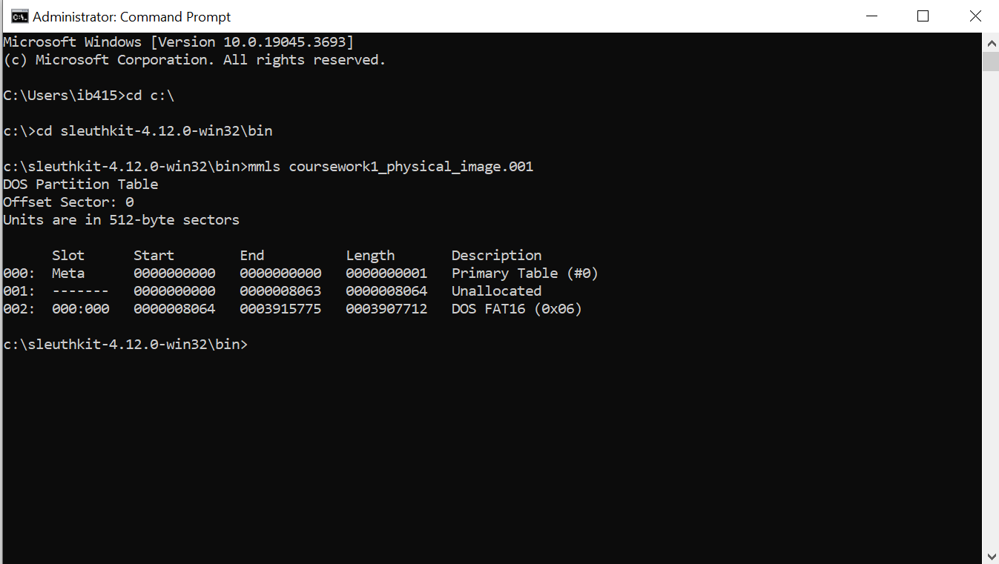 Administrator: Command Prompt
Microsoft Windows [Version 10.0.19045.3693]
(c) Microsoft Corporation. All rights reserved.
C:\Users\ib415>cd c:\
c:\>cd sleuthkit-4.12.0-win32\bin
c:\sleuthkit-4.12.0-win32\bin>mmls coursework1_physical_image.001
DOS Partition Table
Offset Sector: 0
Units are in 512-byte sectors
      Slot      Start        End          Length       Description
000:  Meta      0000000000   0000000000   0000000001   Primary Table (#0)
001:  -------   0000000000   0000008063   0000008064   Unallocated
002:  000:000   0000008064   0003915775   0003907712   DOS FAT16 (0x06)
c:\sleuthkit-4.12.0-win32\bin>